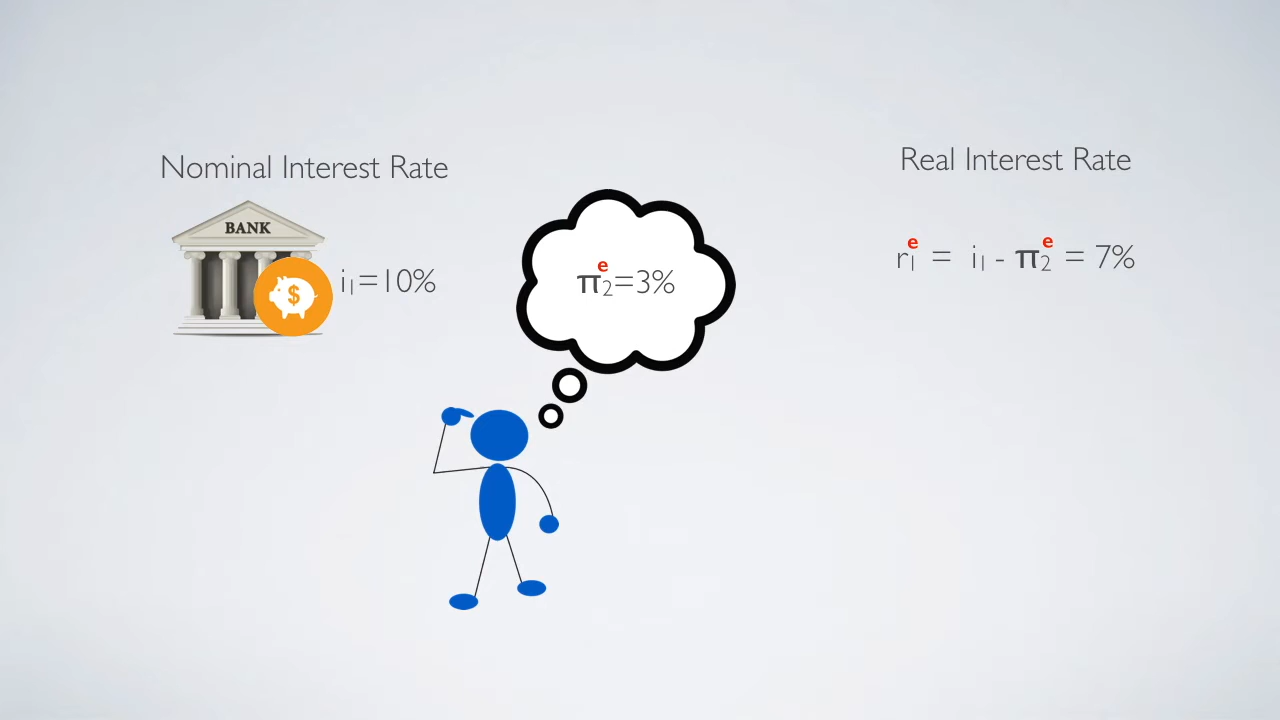 Nominal Interest Rate
BANK
$
i₁=10%
π₂ᵉ=3%
Real Interest Rate
r₁ᵉ = i₁ - π₂ᵉ = 7%